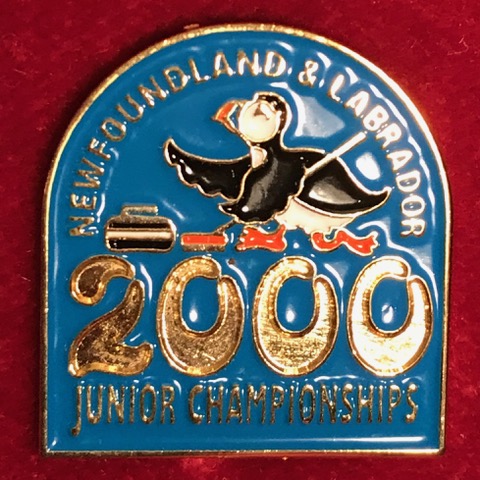 NEWFOUNDLAND & LABRADOR
2000
JUNIOR CHAMPIONSHIPS